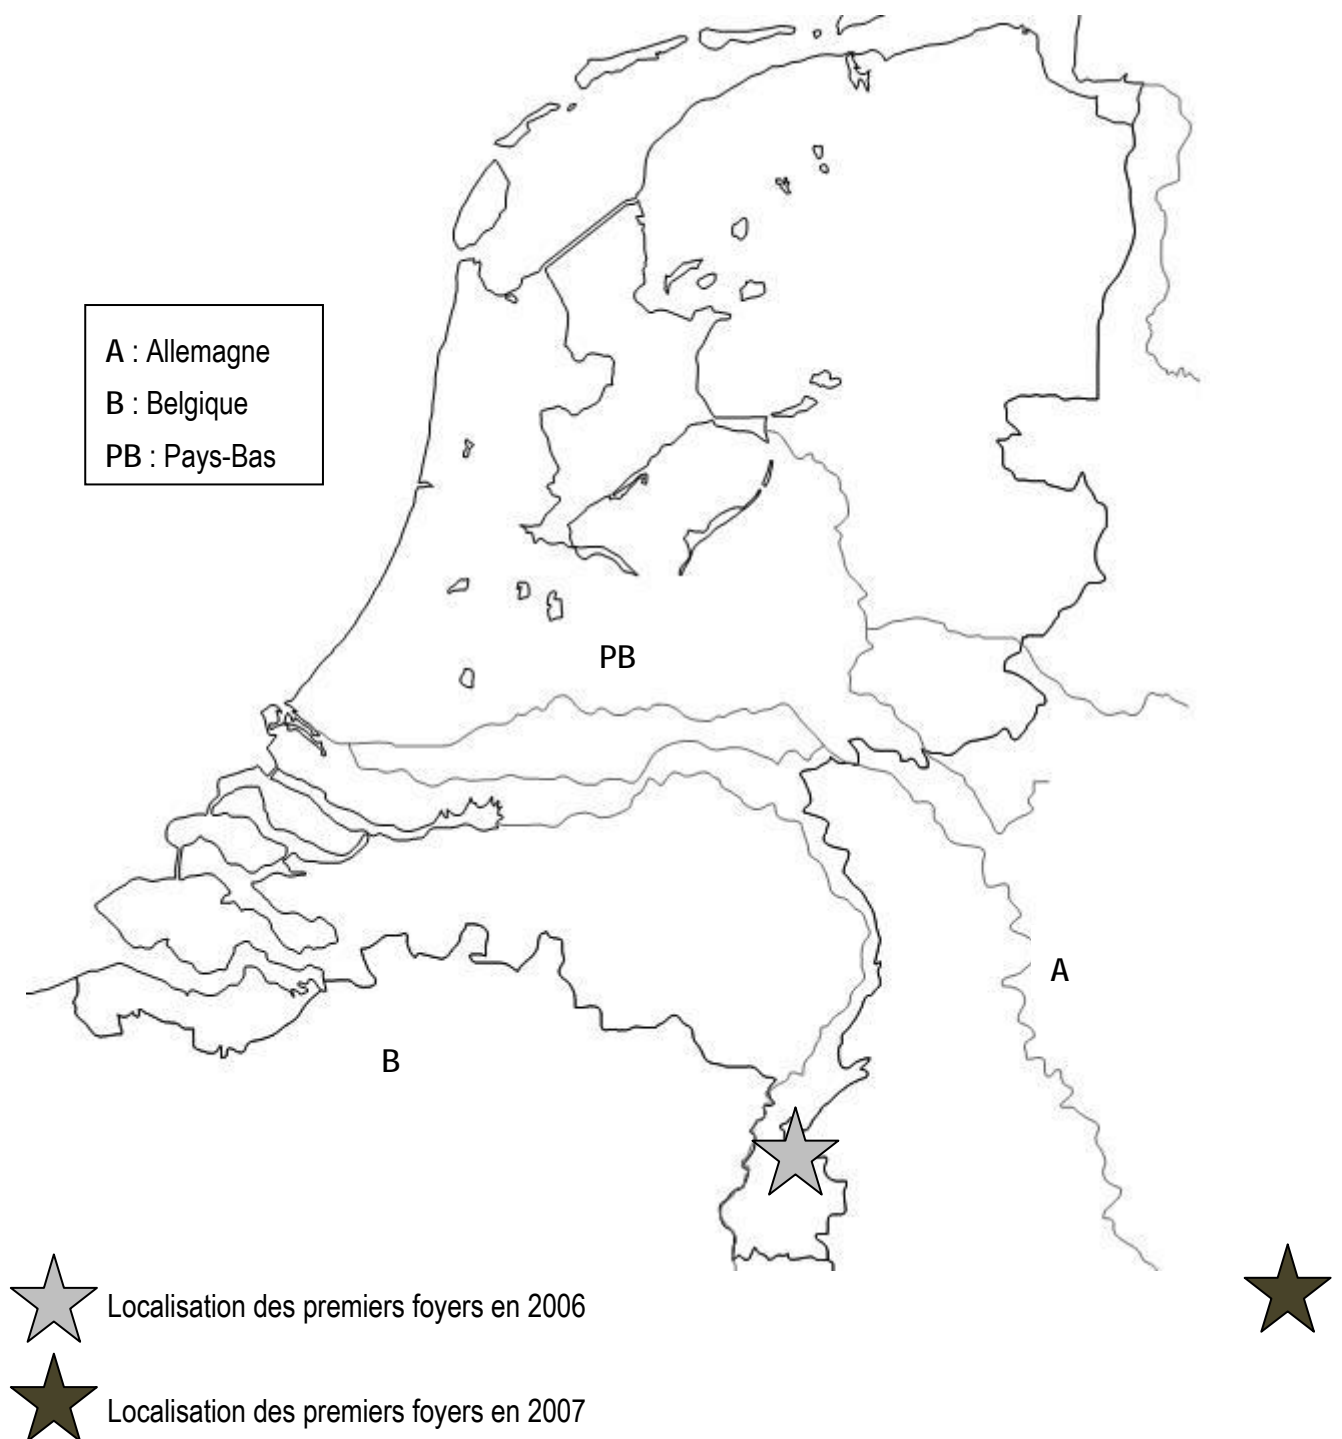 A : Allemagne
B : Belgique
PB : Pays-Bas
PB
A
B
Localisation des premiers foyers en 2006
Localisation des premiers foyers en 2007